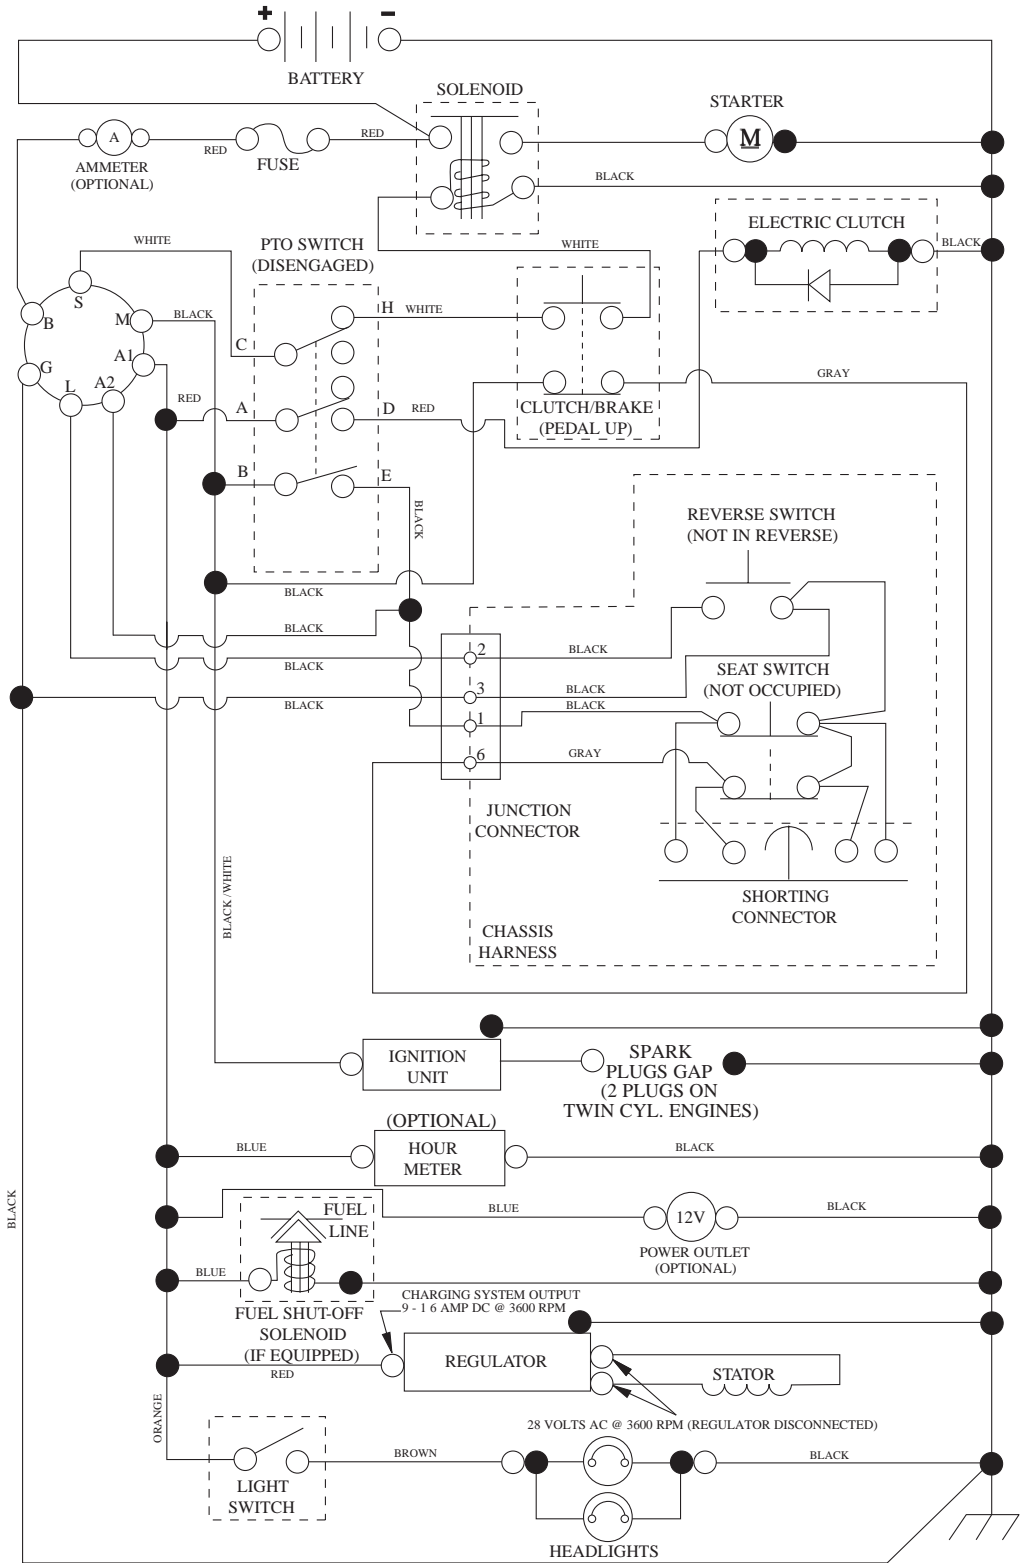 + -
BATTERY
SOLENOID
STARTER
A
RED
FUSE
RED
M
AMMETER
(OPTIONAL)
BLACK
ELECTRIC CLUTCH
BLACK
WHITE
PTO SWITCH
(DISENGAGED)
WHITE
S
B
M
BLACK
H
WHITE
C
G
A1
L
A2
RED
A
D
RED
GRAY
CLUTCH/BRAKE
(PEDAL UP)
B
E
BLACK
REVERSE SWITCH
(NOT IN REVERSE)
BLACK
BLACK
BLACK
2
BLACK
SEAT SWITCH
(NOT OCCUPIED)
BLACK
3
BLACK
BLACK
1
6
GRAY
JUNCTION
CONNECTOR
SHORTING
CONNECTOR
BLACK /WHITE
CHASSIS
HARNESS
IGNITION
UNIT
SPARK
PLUGS GAP
(2 PLUGS ON
TWIN CYL. ENGINES)
(OPTIONAL)
BLUE
HOUR
METER
BLACK
BLACK
FUEL
LINE
BLUE
12V
BLACK
POWER OUTLET
(OPTIONAL)
BLUE
CHARGING SYSTEM OUTPUT
9 - 1 6 AMP DC @ 3600 RPM
FUEL SHUT-OFF
SOLENOID
(IF EQUIPPED)
RED
REGULATOR
STATOR
28 VOLTS AC @ 3600 RPM (REGULATOR DISCONNECTED)
ORANGE
LIGHT
SWITCH
BROWN
BLACK
HEADLIGHTS